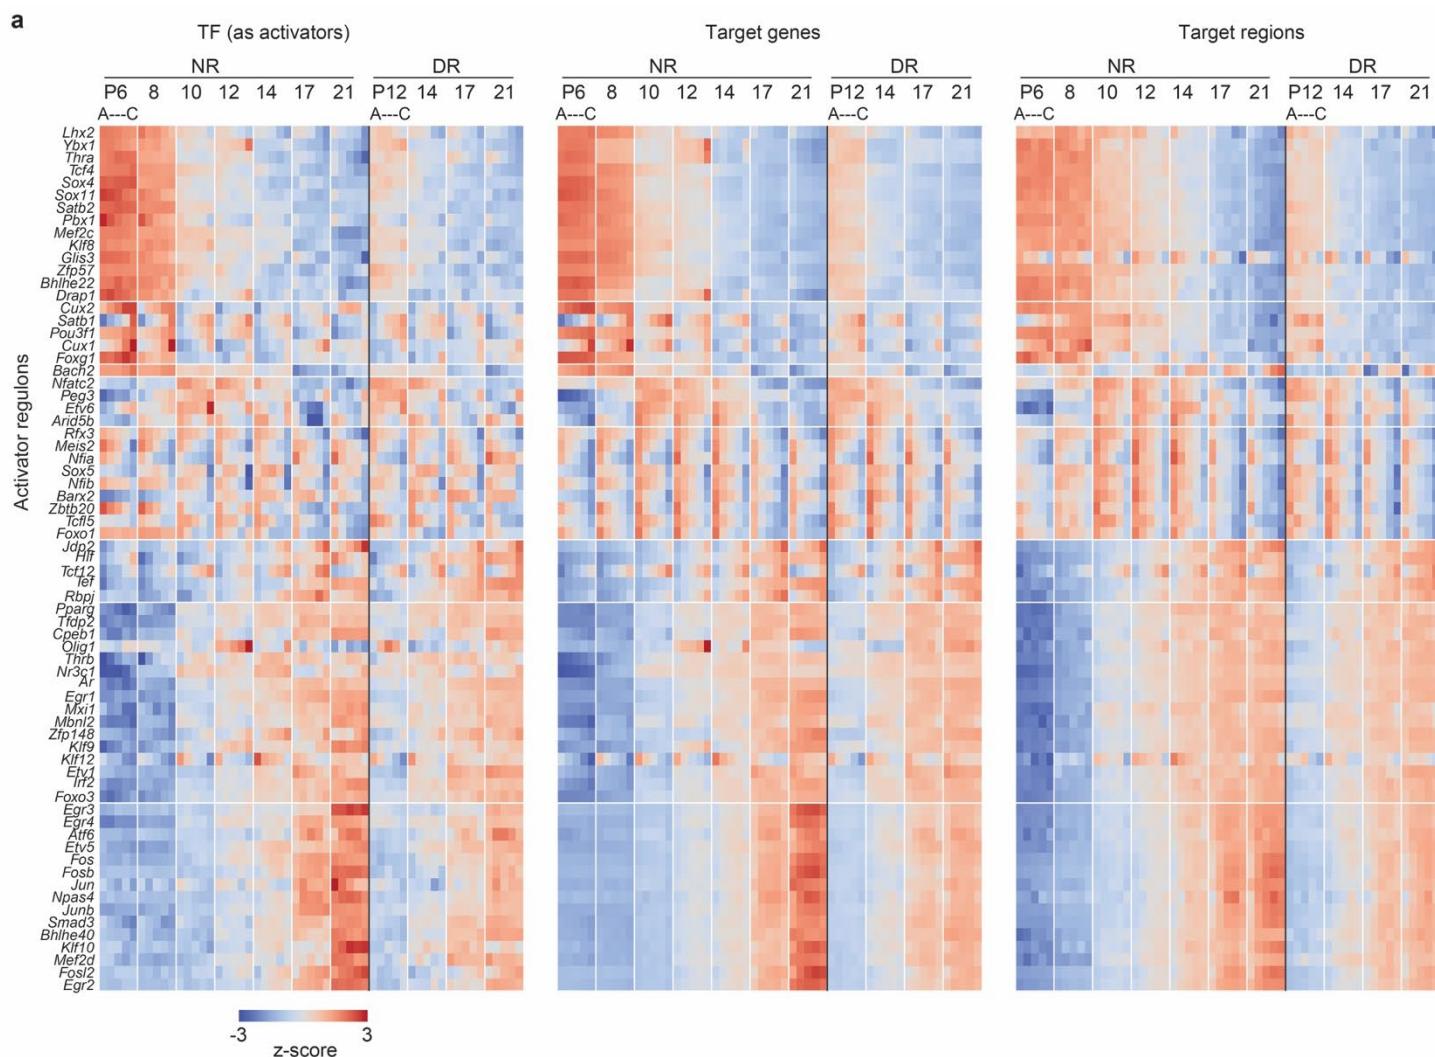 a
TF (as activators)
Target genes
Target regions
NR
DR
NR
DR
NR
DR
P6 8 10 12 14 17 21 P12 14 17 21
P6 8 10 12 14 17 21 P12 14 17 21
P6 8 10 12 14 17 21 P12 14 17 21
A---C
A---C
A---C
A---C
A---C
A---C
Activator regulons
Lhx2
Ybx1
Thra
Tcf4
Sox4
Sox11
Satb2
Pbx1
Mef2c
Klf8
Glis3
Zfp57
Bhlhe22
Drap1
Cux2
Satb1
Pou3f1
Cux1
Foxg1
Bach2
Nfatc2
Peg3
Etv6
Arid5b
Rfx3
Meis2
Nfia
Sox5
Nfib
Barx2
Zbtb20
Tcfl5
Foxo1
Jdp2
Hlf
Tcf12
Tef
Rbpj
Pparg
Tfdp2
Cpeb1
Olig1
Thrb
Nr3c1
Ar
Egr1
Mxi1
Mbnl2
Zfp148
Klf9
Klf12
Etv1
Irf2
Foxo3
Egr3
Egr4
Atf6
Etv5
Fos
Fosb
Jun
Npas4
Junb
Smad3
Bhlhe40
Klf10
Mef2d
Fosl2
Egr2
-3 3
z-score